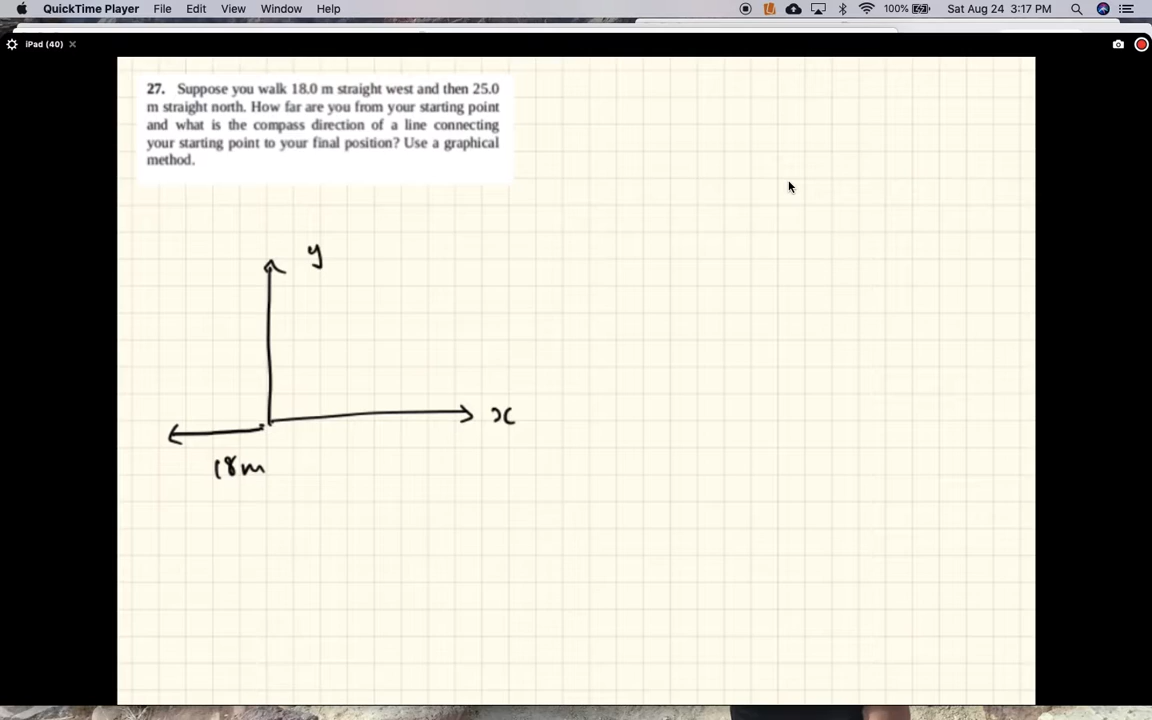 QuickTime Player File Edit View Window Help 100% Sat Aug 24 3:17 PM
iPad (40)
27. Suppose you walk 18.0 m straight west and then 25.0
m straight north. How far are you from your starting point
and what is the compass direction of a line connecting
your starting point to your final position? Use a graphical
method.
y
x
18m